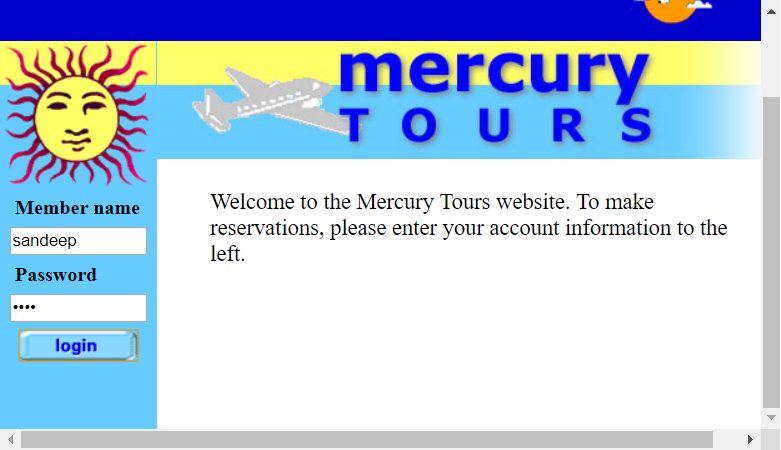 mercury
TOURS
Member name
sandeep
Password
••••
login
Welcome to the Mercury Tours website. To make
reservations, please enter your account information to the
left.